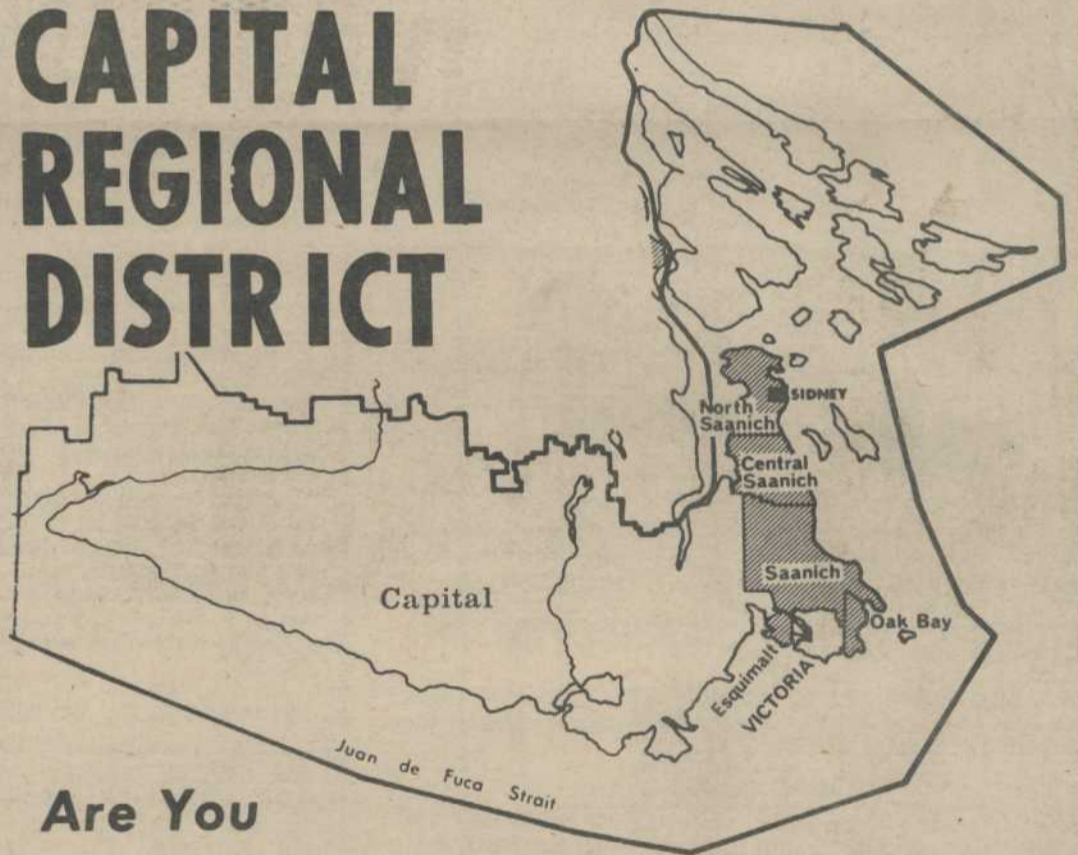 CAPITAL
REGIONAL
DISTRICT
SIDNEY
North
Saanich
Central
Saanich
Saanich
Capital
Oak Bay
Esquimalt
VICTORIA
Juan de Fuca Strait
Are You